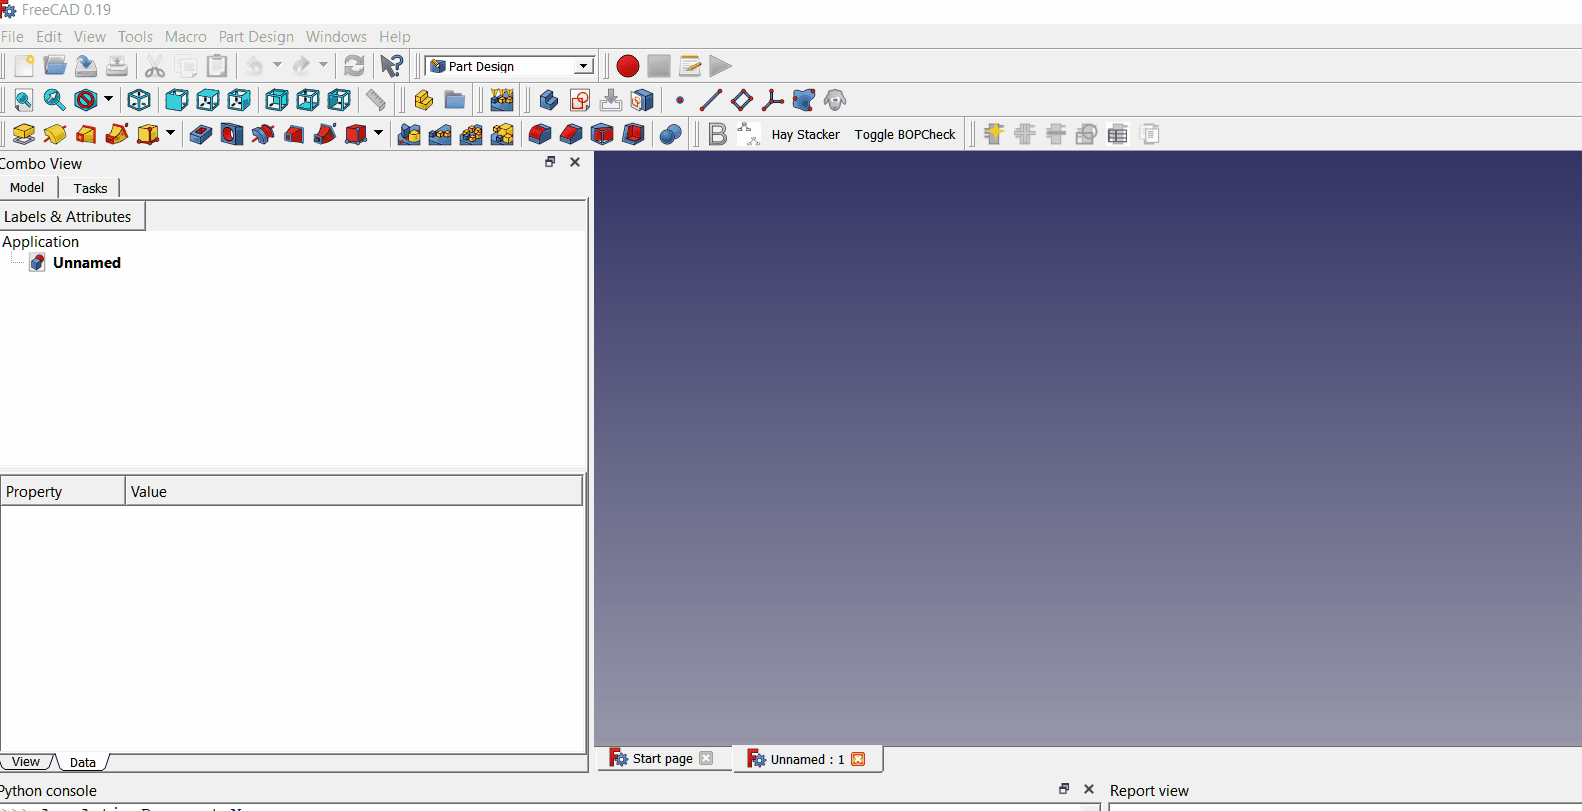 FreeCAD 0.19
File Edit View Tools Macro Part Design Windows Help
Part Design
Hay Stacker Toggle BOPCheck
Combo View
Model Tasks
Labels & Attributes
Application
Unnamed
Property Value
View Data
Start page Unnamed : 1
Python console
Report view